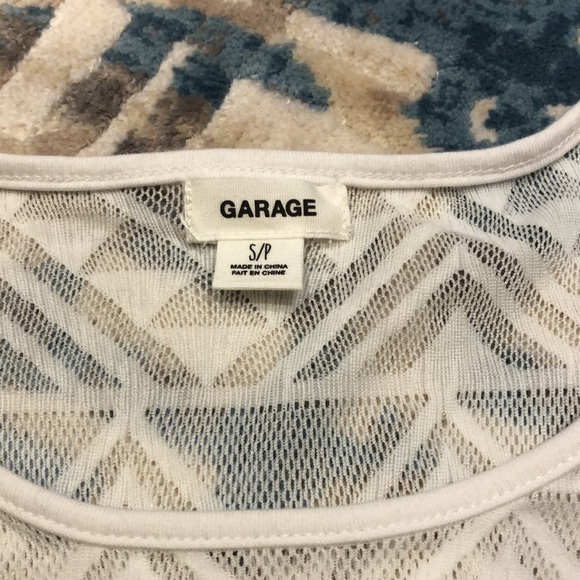 GARAGE
S/P
MADE IN CHINA
FAIT EN CHINE